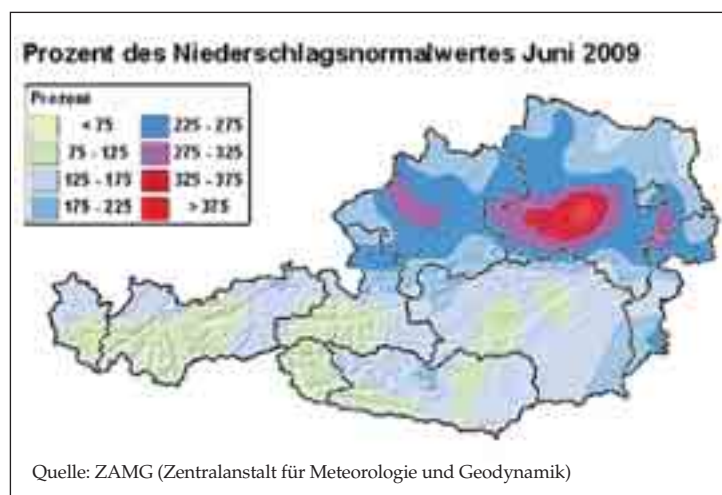 Prozent des Niederschlagsnormalwertes Juni 2009
Prozent
< 75
75 - 125
125 - 175
175 - 225
225 - 275
275 - 325
325 - 375
> 375
Quelle: ZAMG (Zentralanstalt für Meteorologie und Geodynamik)